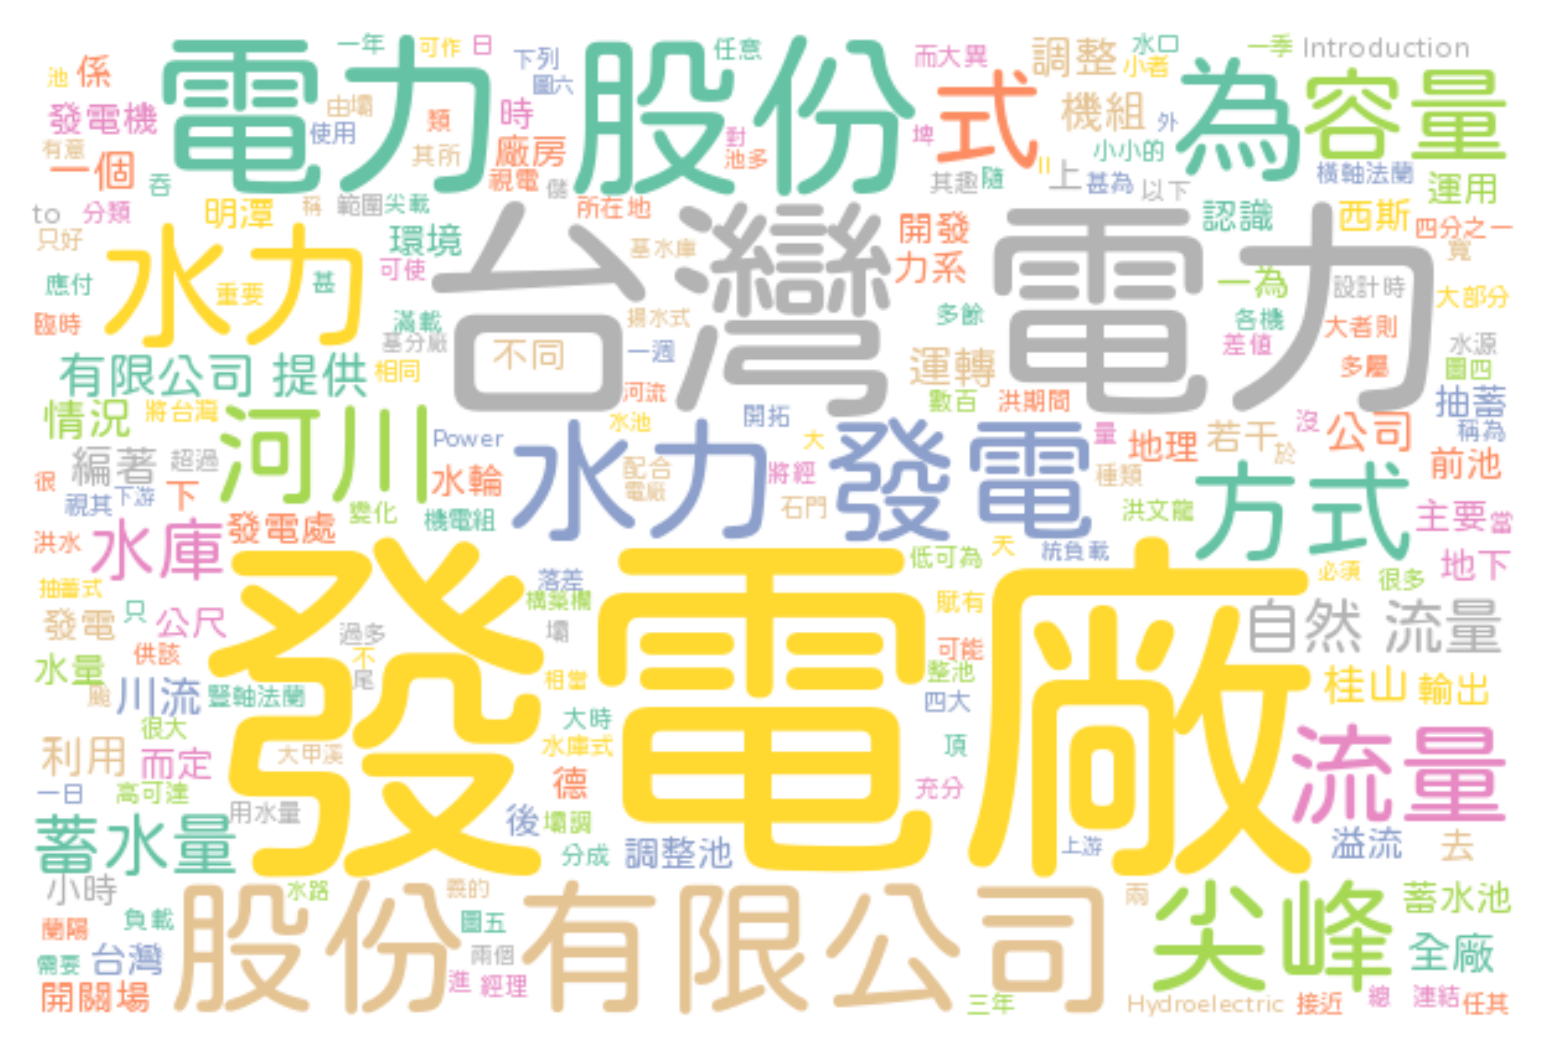 一年 可作 日 下列 任意 而大異 調整 水口 一季 Introduction
池 係 電力 股份 圖六 小者 為 容量
發電機 由壩 使用 類 時 式 機組 外
有意 一個 吞 其所 廠房 對 池多 埤 小小的 橫軸法蘭
視電 儲 其趣 隨 上 甚為 以下 運用
to 分類 明潭 稱 範圍 尖載 所在地 開發 認識 西斯 四分之一
只好 水力 環境 台灣 電力 寬
應付 重要 甚 可使 力系 一為 設計時 大部分
臨時 滿載 揚水式 多餘 各機 大者則
不同 一週 差值 水源
有限公司 提供 相同 運轉 多屬 圖四
情況 將台灣 河川 河流 數百 洪期間 抽蓄
水池 開拓 沒 公司 稱為
編著 超過 Power 水力 發電 大 量 地理 若干 於 前池
很 水輪 配合 將經 種類 方式
視其 下游 下 電廠 石門 洪文龍 主要 當
水庫 發電處 變化 機電組
洪水 低可為 天 統負載 地下
抽蓄式 發電廠 落差 必須 很多
發電 只 公尺 構築欄 賦有 自然 流量
過多 壩
水量 供該 不 可能 整池
川流 豎軸法蘭 尾 相當 四大 桂山 輸出
很大 大時
利用 而定 大甲溪 水庫式 頂 流量
一日 高可達 德 充分
蓄水量 用水量 後 壩調 溢流 去
分成 調整池 上游
小時 水路 義的 兩 尖峰 蓄水池
蘭陽 負載 股份 有限公司 圖五
需要 台灣 兩個 全廠
開關場 進 經理 三年 Hydroelectric 接近 總 連結 任其